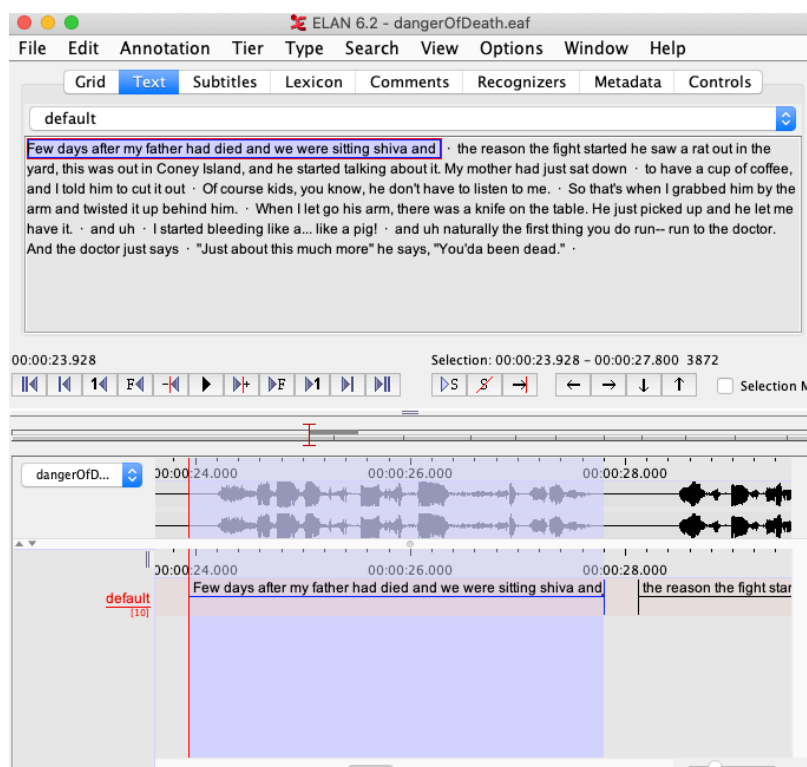 ELAN 6.2 - dangerOfDeath.eaf
File Edit Annotation Tier Type Search View Options Window Help
Grid Text Subtitles Lexicon Comments Recognizers Metadata Controls
default
Few days after my father had died and we were sitting shiva and · the reason the fight started he saw a rat out in the
yard, this was out in Coney Island, and he started talking about it. My mother had just sat down · to have a cup of coffee,
and I told him to cut it out · Of course kids, you know, he don't have to listen to me. · So that's when I grabbed him by the
arm and twisted it up behind him. · When I let go his arm, there was a knife on the table. He just picked up and he let me
have it. · and uh · I started bleeding like a... like a pig! · and uh naturally the first thing you do run-- run to the doctor.
And the doctor just says · "Just about this much more" he says, "You'da been dead." ·
00:00:23.928 Selection: 00:00:23.928 - 00:00:27.800 3872
1 F + F 1 S S Selection M
dangerOfD... 00:00:24.000 00:00:26.000 00:00:28.000
00:00:24.000 00:00:26.000 00:00:28.000
Few days after my father had died and we were sitting shiva and the reason the fight star
default
[10]